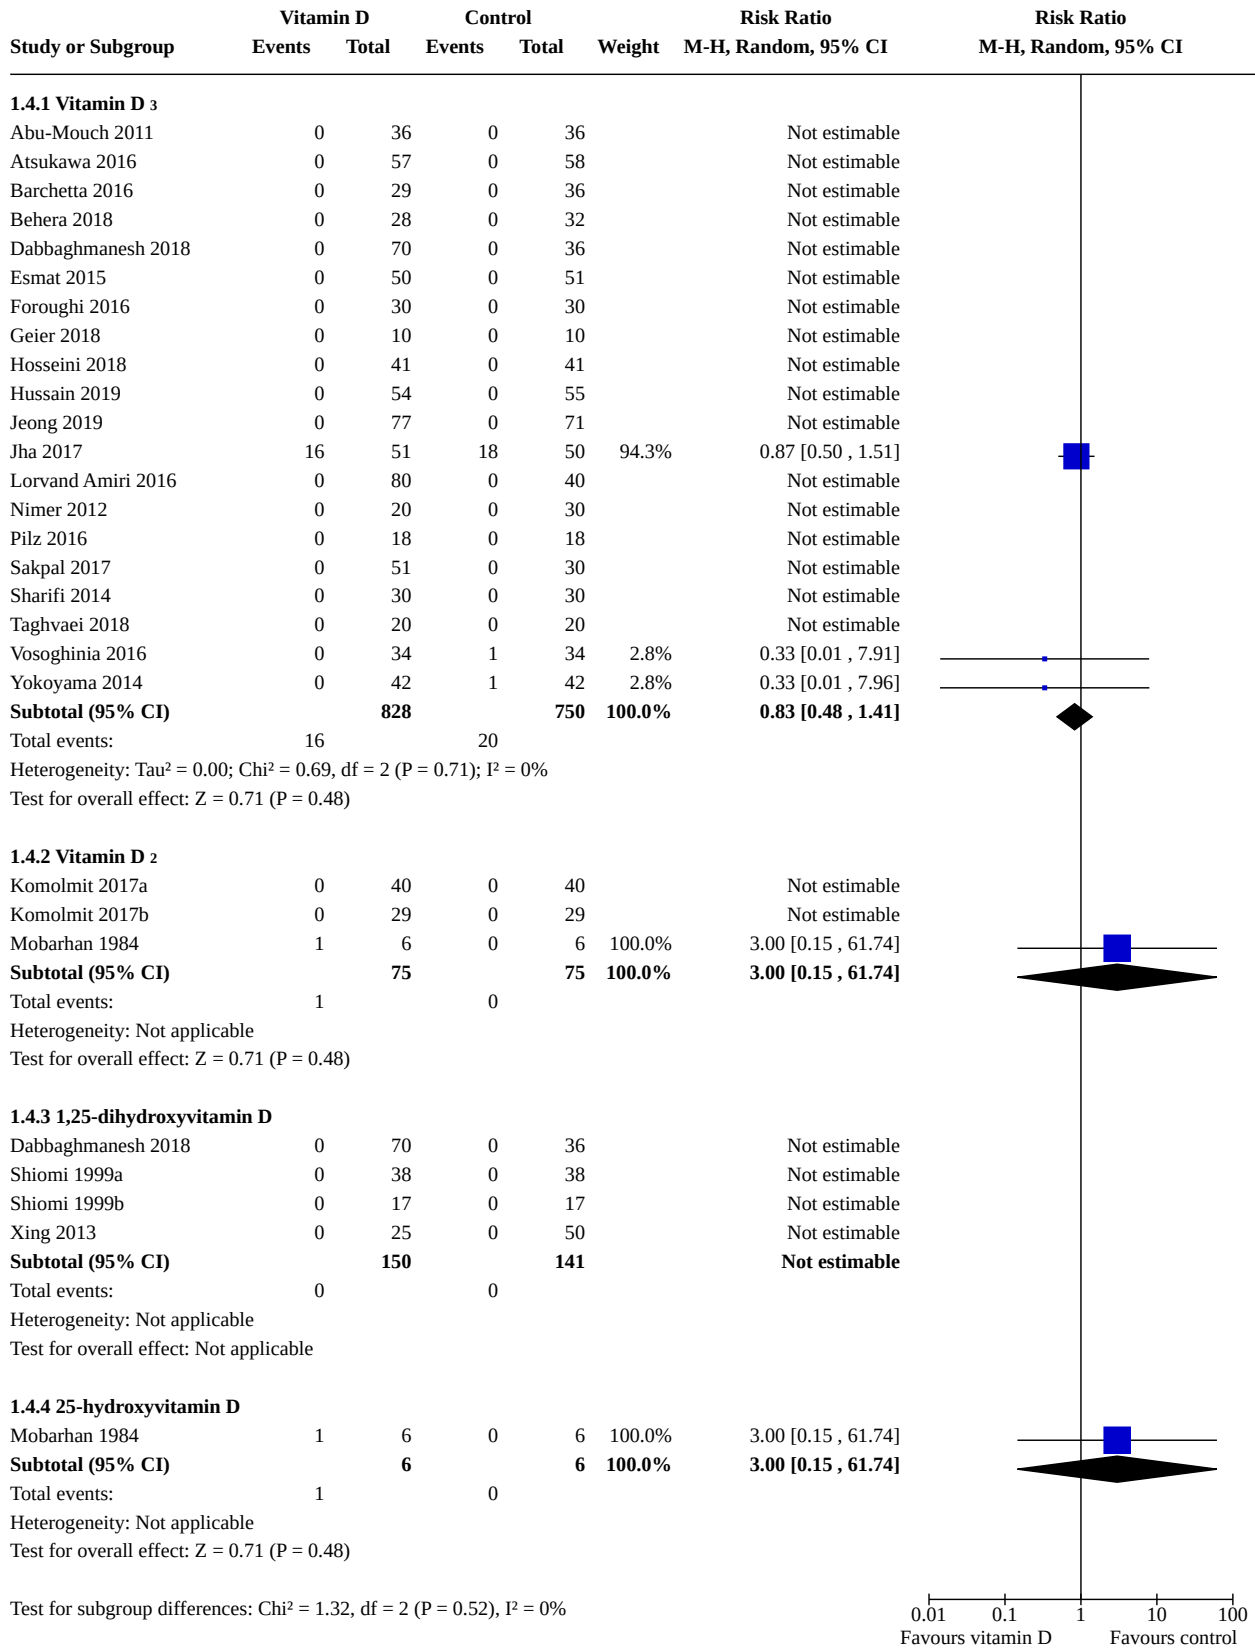 Vitamin D Control Risk Ratio Risk Ratio
Study or Subgroup Events Total Events Total Weight M-H, Random, 95% CI M-H, Random, 95% CI
1.4.1 Vitamin D 3
Abu-Mouch 2011 0 36 0 36 Not estimable
Atsukawa 2016 0 57 0 58 Not estimable
Barchetta 2016 0 29 0 36 Not estimable
Behera 2018 0 28 0 32 Not estimable
Dabbaghmanesh 2018 0 70 0 36 Not estimable
Esmat 2015 0 50 0 51 Not estimable
Foroughi 2016 0 30 0 30 Not estimable
Geier 2018 0 10 0 10 Not estimable
Hosseini 2018 0 41 0 41 Not estimable
Hussain 2019 0 54 0 55 Not estimable
Jeong 2019 0 77 0 71 Not estimable
Jha 2017 16 51 18 50 94.3% 0.87 [0.50 , 1.51]
Lorvand Amiri 2016 0 80 0 40 Not estimable
Nimer 2012 0 20 0 30 Not estimable
Pilz 2016 0 18 0 18 Not estimable
Sakpal 2017 0 51 0 30 Not estimable
Sharifi 2014 0 30 0 30 Not estimable
Taghvaei 2018 0 20 0 20 Not estimable
Vosoghinia 2016 0 34 1 34 2.8% 0.33 [0.01 , 7.91]
Yokoyama 2014 0 42 1 42 2.8% 0.33 [0.01 , 7.96]
Subtotal (95% CI) 828 750 100.0% 0.83 [0.48 , 1.41]
Total events: 16 20
Heterogeneity: Tau² = 0.00; Chi² = 0.69, df = 2 (P = 0.71); I² = 0%
Test for overall effect: Z = 0.71 (P = 0.48)
1.4.2 Vitamin D 2
Komolmit 2017a 0 40 0 40 Not estimable
Komolmit 2017b 0 29 0 29 Not estimable
Mobarhan 1984 1 6 0 6 100.0% 3.00 [0.15 , 61.74]
Subtotal (95% CI) 75 75 100.0% 3.00 [0.15 , 61.74]
Total events: 1 0
Heterogeneity: Not applicable
Test for overall effect: Z = 0.71 (P = 0.48)
1.4.3 1,25-dihydroxyvitamin D
Dabbaghmanesh 2018 0 70 0 36 Not estimable
Shiomi 1999a 0 38 0 38 Not estimable
Shiomi 1999b 0 17 0 17 Not estimable
Xing 2013 0 25 0 50 Not estimable
Subtotal (95% CI) 150 141 Not estimable
Total events: 0 0
Heterogeneity: Not applicable
Test for overall effect: Not applicable
1.4.4 25-hydroxyvitamin D
Mobarhan 1984 1 6 0 6 100.0% 3.00 [0.15 , 61.74]
Subtotal (95% CI) 6 6 100.0% 3.00 [0.15 , 61.74]
Total events: 1 0
Heterogeneity: Not applicable
Test for overall effect: Z = 0.71 (P = 0.48)
Test for subgroup differences: Chi² = 1.32, df = 2 (P = 0.52), I² = 0%
0.01 0.1 1 10 100
Favours vitamin D Favours control